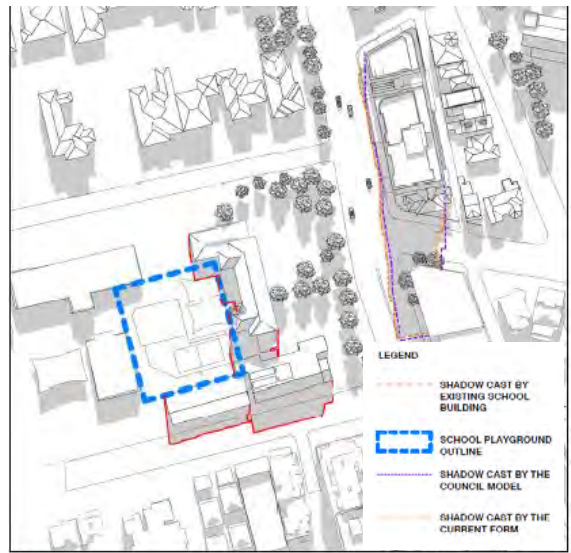 LEGEND
SHADOW CAST BY
EXISTING SCHOOL
BUILDING
SCHOOL PLAYGROUND
OUTLINE
SHADOW CAST BY THE
COUNCIL MODEL
SHADOW CAST BY THE
CURRENT FORM